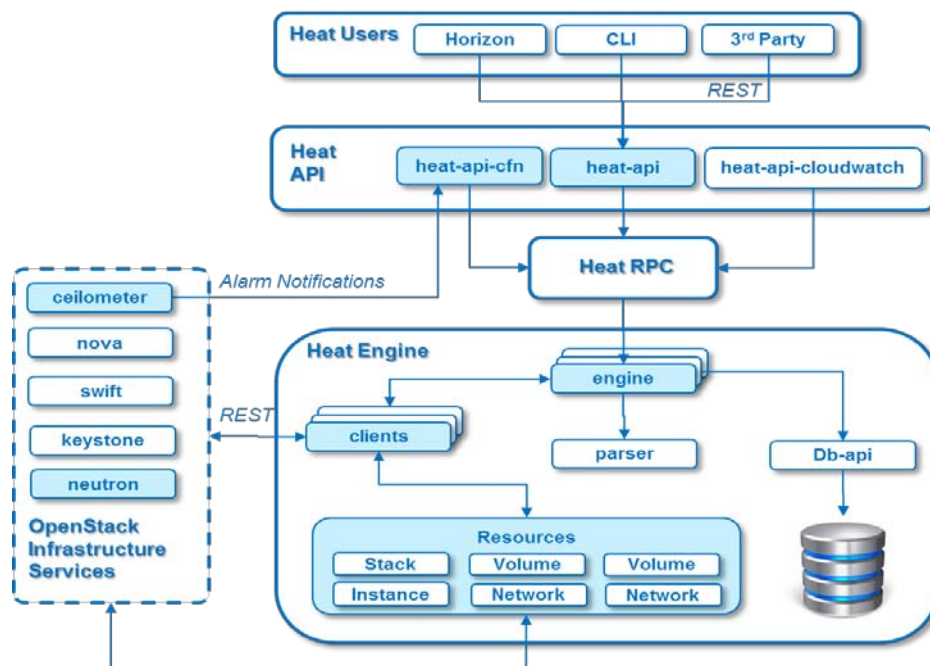 Heat Users
Horizon
CLI
3rd Party
REST
Heat
API
heat-api-cfn
heat-api
heat-api-cloudwatch
Heat RPC
Alarm Notifications
ceilometer
nova
swift
keystone
neutron
OpenStack
Infrastructure
Services
REST
Heat Engine
engine
clients
parser
Db-api
Resources
Stack
Volume
Volume
Instance
Network
Network